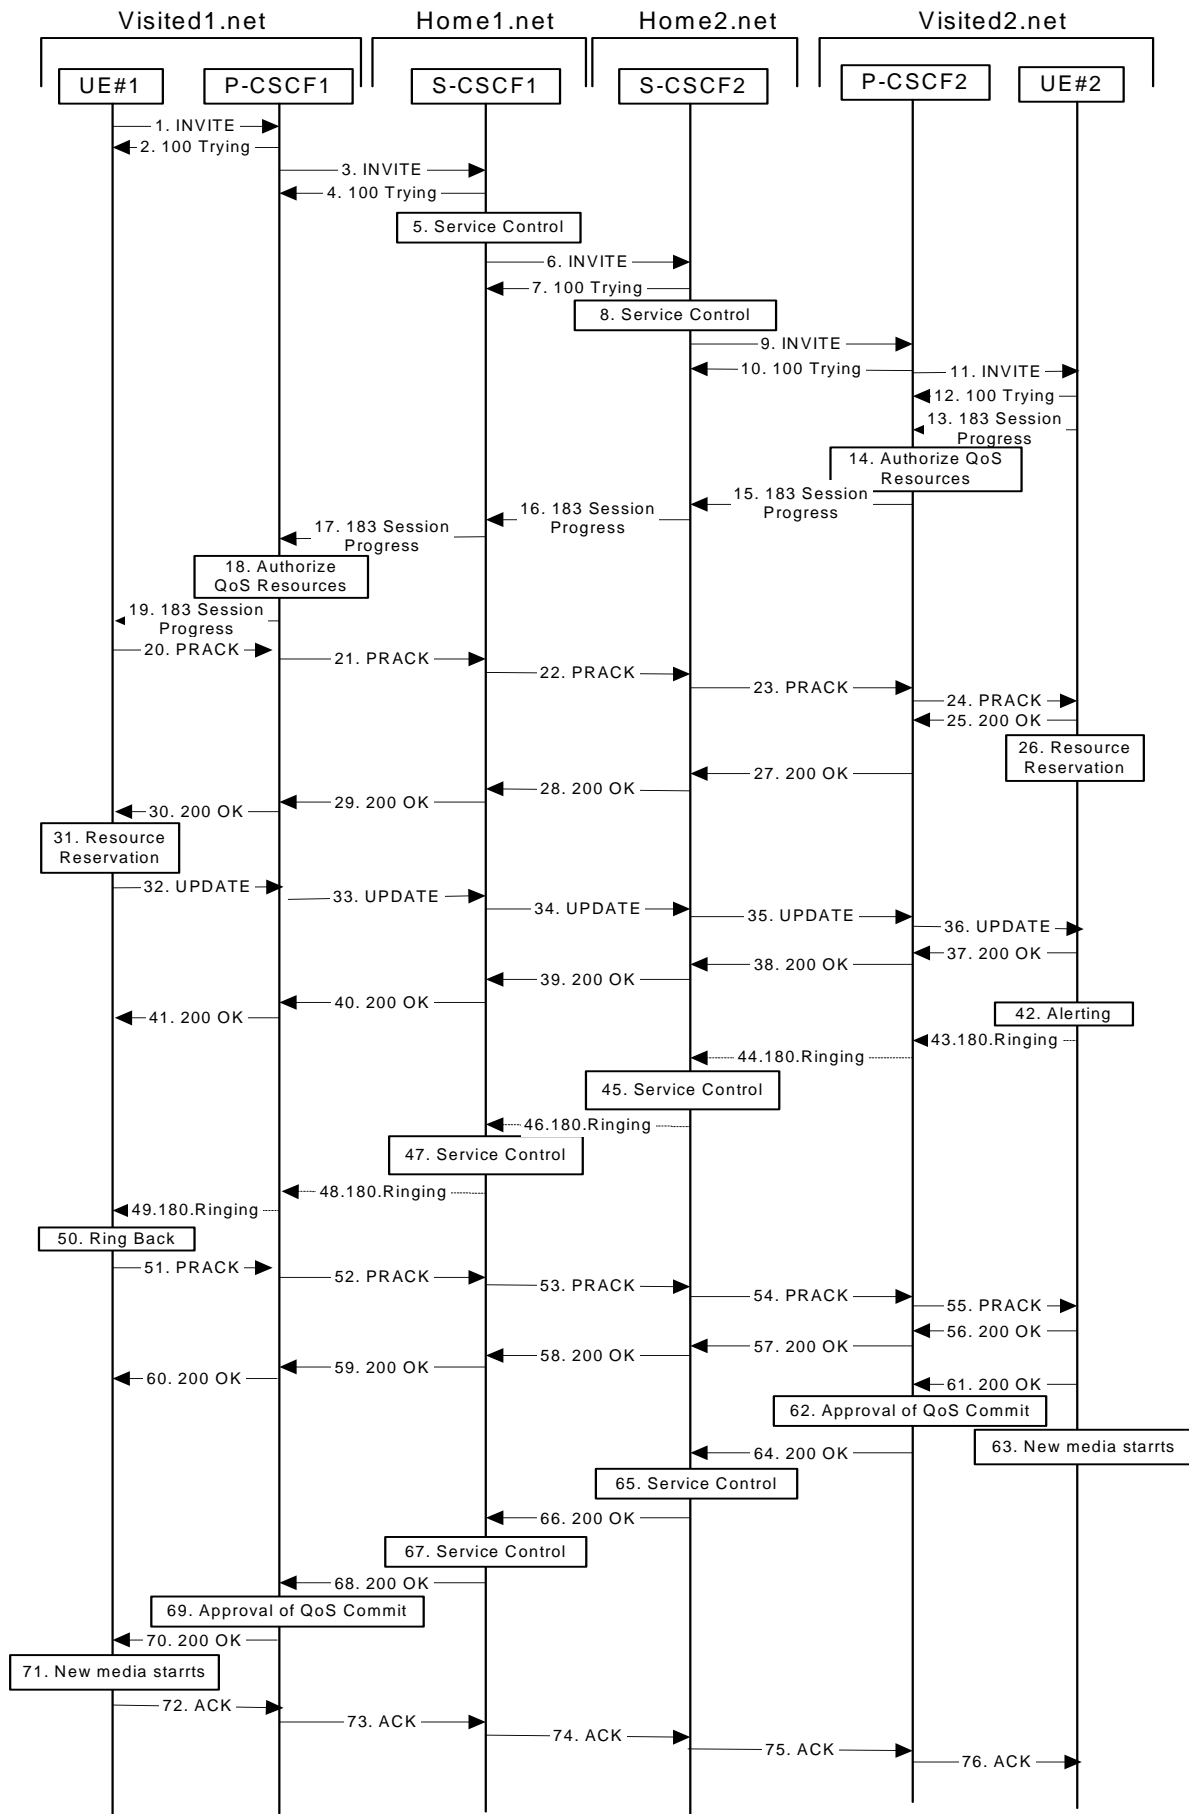 Visited1.net
Home1.net
Home2.net
Visited2.net
UE#1
P-CSCF1
S-CSCF1
S-CSCF2
P-CSCF2
UE#2
1. INVITE
2. 100 Trying
3. INVITE
4. 100 Trying
5. Service Control
6. INVITE
7. 100 Trying
8. Service Control
9. INVITE
10. 100 Trying
11. INVITE
12. 100 Trying
13. 183 Session
Progress
14. Authorize QoS
Resources
15. 183 Session
Progress
16. 183 Session
Progress
17. 183 Session
Progress
18. Authorize
QoS Resources
19. 183 Session
Progress
20. PRACK
21. PRACK
22. PRACK
23. PRACK
24. PRACK
25. 200 OK
26. Resource
Reservation
27. 200 OK
28. 200 OK
29. 200 OK
30. 200 OK
31. Resource
Reservation
32. UPDATE
33. UPDATE
34. UPDATE
35. UPDATE
36. UPDATE
37. 200 OK
38. 200 OK
39. 200 OK
40. 200 OK
41. 200 OK
42. Alerting
43.180.Ringing
44.180.Ringing
45. Service Control
46.180.Ringing
47. Service Control
48.180.Ringing
49.180.Ringing
50. Ring Back
51. PRACK
52. PRACK
53. PRACK
54. PRACK
55. PRACK
56. 200 OK
57. 200 OK
58. 200 OK
59. 200 OK
60. 200 OK
61. 200 OK
62. Approval of QoS Commit
63. New media starrts
64. 200 OK
65. Service Control
66. 200 OK
67. Service Control
68. 200 OK
69. Approval of QoS Commit
70. 200 OK
71. New media starrts
72. ACK
73. ACK
74. ACK
75. ACK
76. ACK